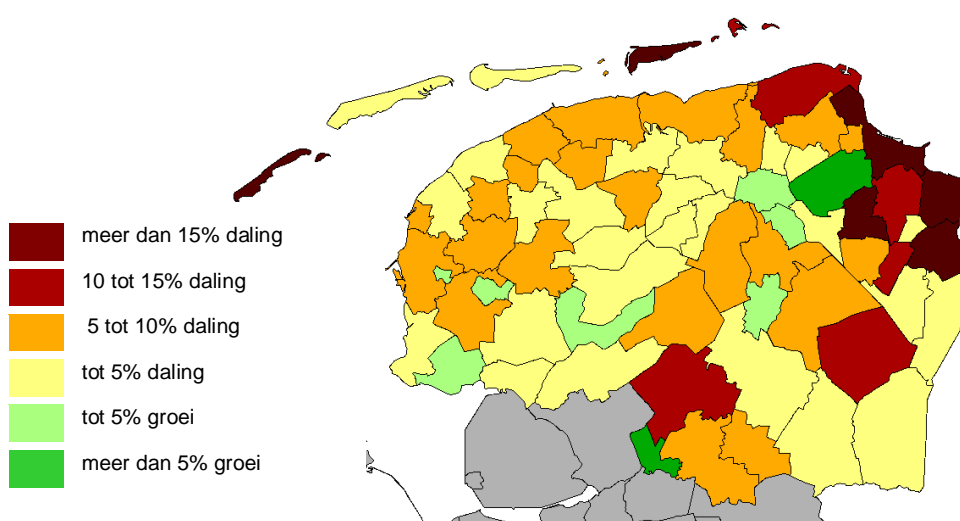 meer dan 15% daling
10 tot 15% daling
5 tot 10% daling
tot 5% daling
tot 5% groei
meer dan 5% groei